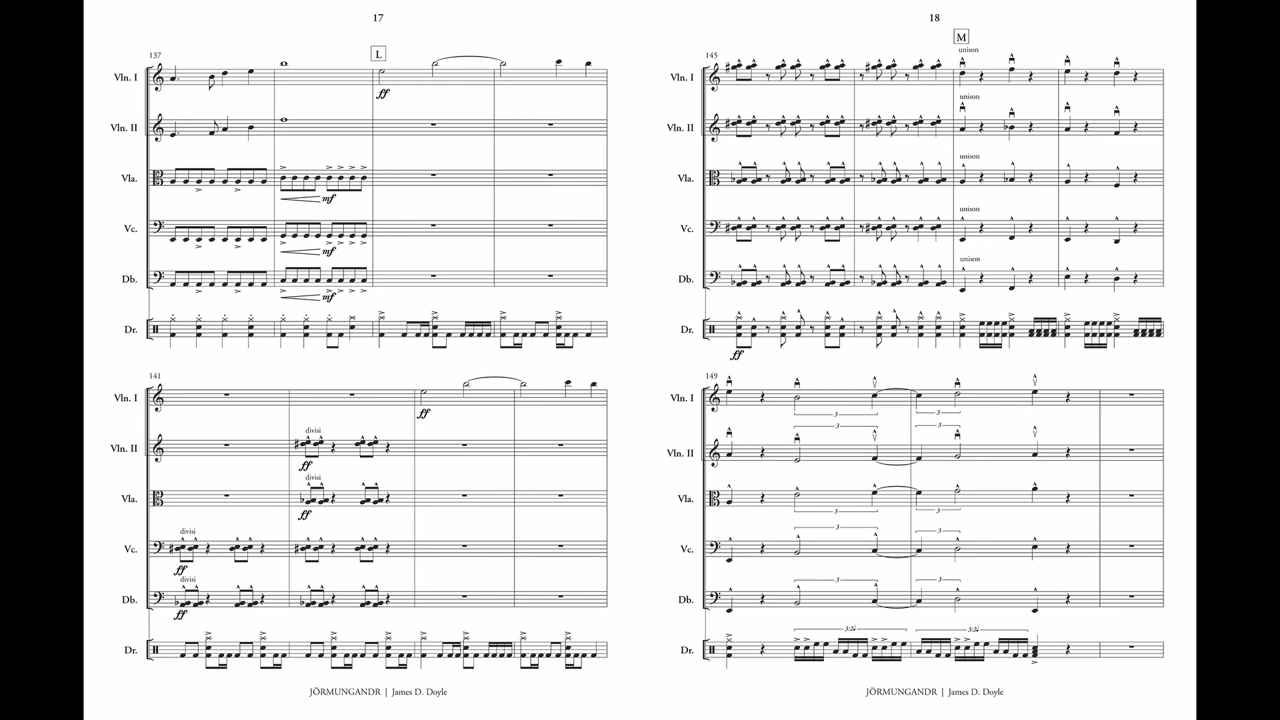 17
L
137
Vln. I
ff
Vln. II
Vla.
mf
Vc.
mf
Db.
mf
Dr.
141
Vln. I
ff
divisi
Vln. II
ff
divisi
Vla.
ff
divisi
Vc.
ff
divisi
Db.
ff
Dr.
JÖRMUNGANDR | James D. Doyle
18
M
145
unison
Vln. I
unison
Vln. II
unison
Vla.
unison
Vc.
unison
Db.
Dr.
ff
149
Vln. I
3 3
3 3
Vln. II
Vla.
3 3
3 3
Vc.
3 3
Db.
3:2 3:2
Dr.
JÖRMUNGANDR | James D. Doyle